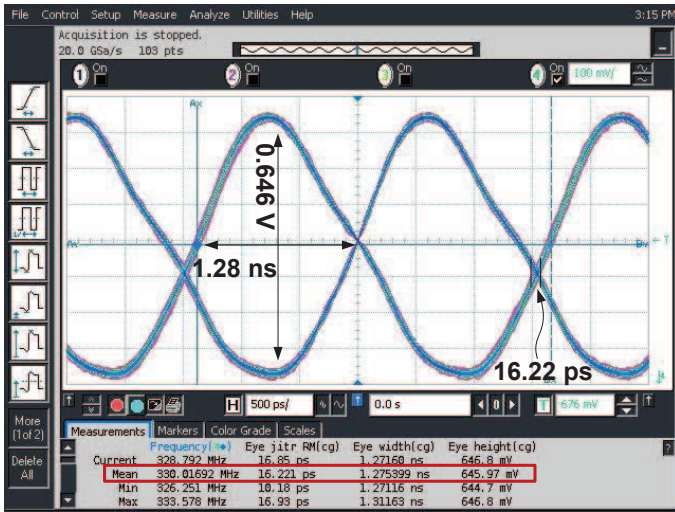 File Control Setup Measure Analyze Utilities Help 3:15 PM
Acquisition is stopped.
20.0 GSa/s 103 pts
1 On 2 On 3 On 4 On 100 mV/
Ax
0.646 V
1.28 ns
16.22 ps
T
H 500 ps/ 0.0 s 0 T 676 mV
More
(1of 2)
Delete
All
Measurements Markers Color Grade Scales
Frequency(4) Eye jitr RM(cg) Eye width(cg) Eye height(cg)
Current 328.792 MHz 16.85 ps 1.27160 ns 646.8 mV
Mean 330.01692 MHz 16.221 ps 1.275399 ns 645.97 mV
Min 326.251 MHz 10.18 ps 1.27116 ns 644.7 mV
Max 333.578 MHz 16.93 ps 1.31163 ns 646.8 mV
?